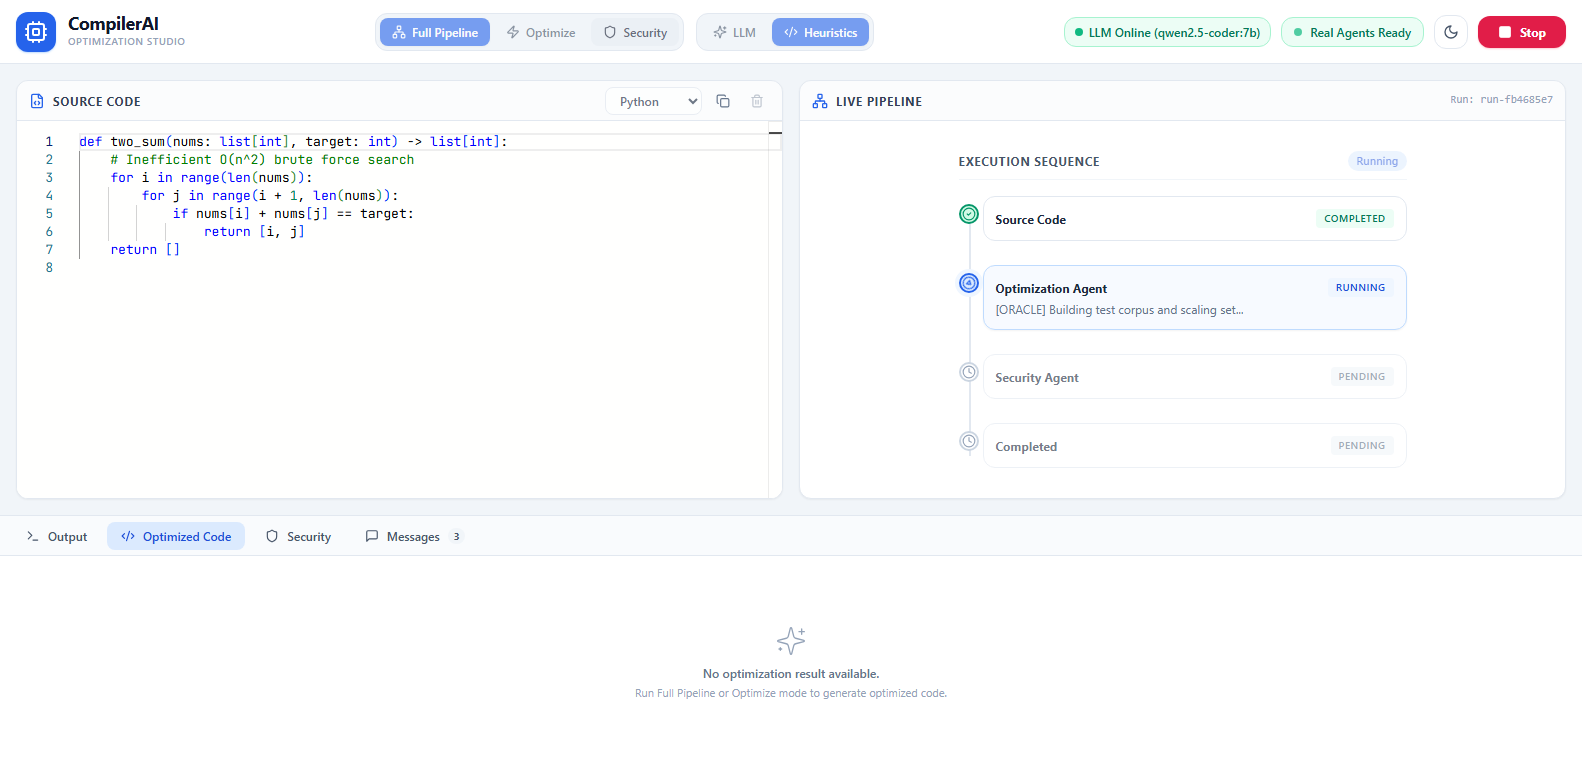 CompilerAI
OPTIMIZATION STUDIO
Full Pipeline
Optimize
Security
LLM
Heuristics
LLM Online (qwen2.5-coder:7b)
Real Agents Ready
Stop
SOURCE CODE
Python
1 def two_sum(nums: list[int], target: int) -> list[int]:
2     # Inefficient O(n^2) brute force search
3     for i in range(len(nums)):
4         for j in range(i + 1, len(nums)):
5             if nums[i] + nums[j] == target:
6                 return [i, j]
7     return []
8
LIVE PIPELINE
Run: run-fb4685e7
EXECUTION SEQUENCE
Running
Source Code
COMPLETED
Optimization Agent
RUNNING
[ORACLE] Building test corpus and scaling set...
Security Agent
PENDING
Completed
PENDING
Output
Optimized Code
Security
Messages 3
No optimization result available.
Run Full Pipeline or Optimize mode to generate optimized code.